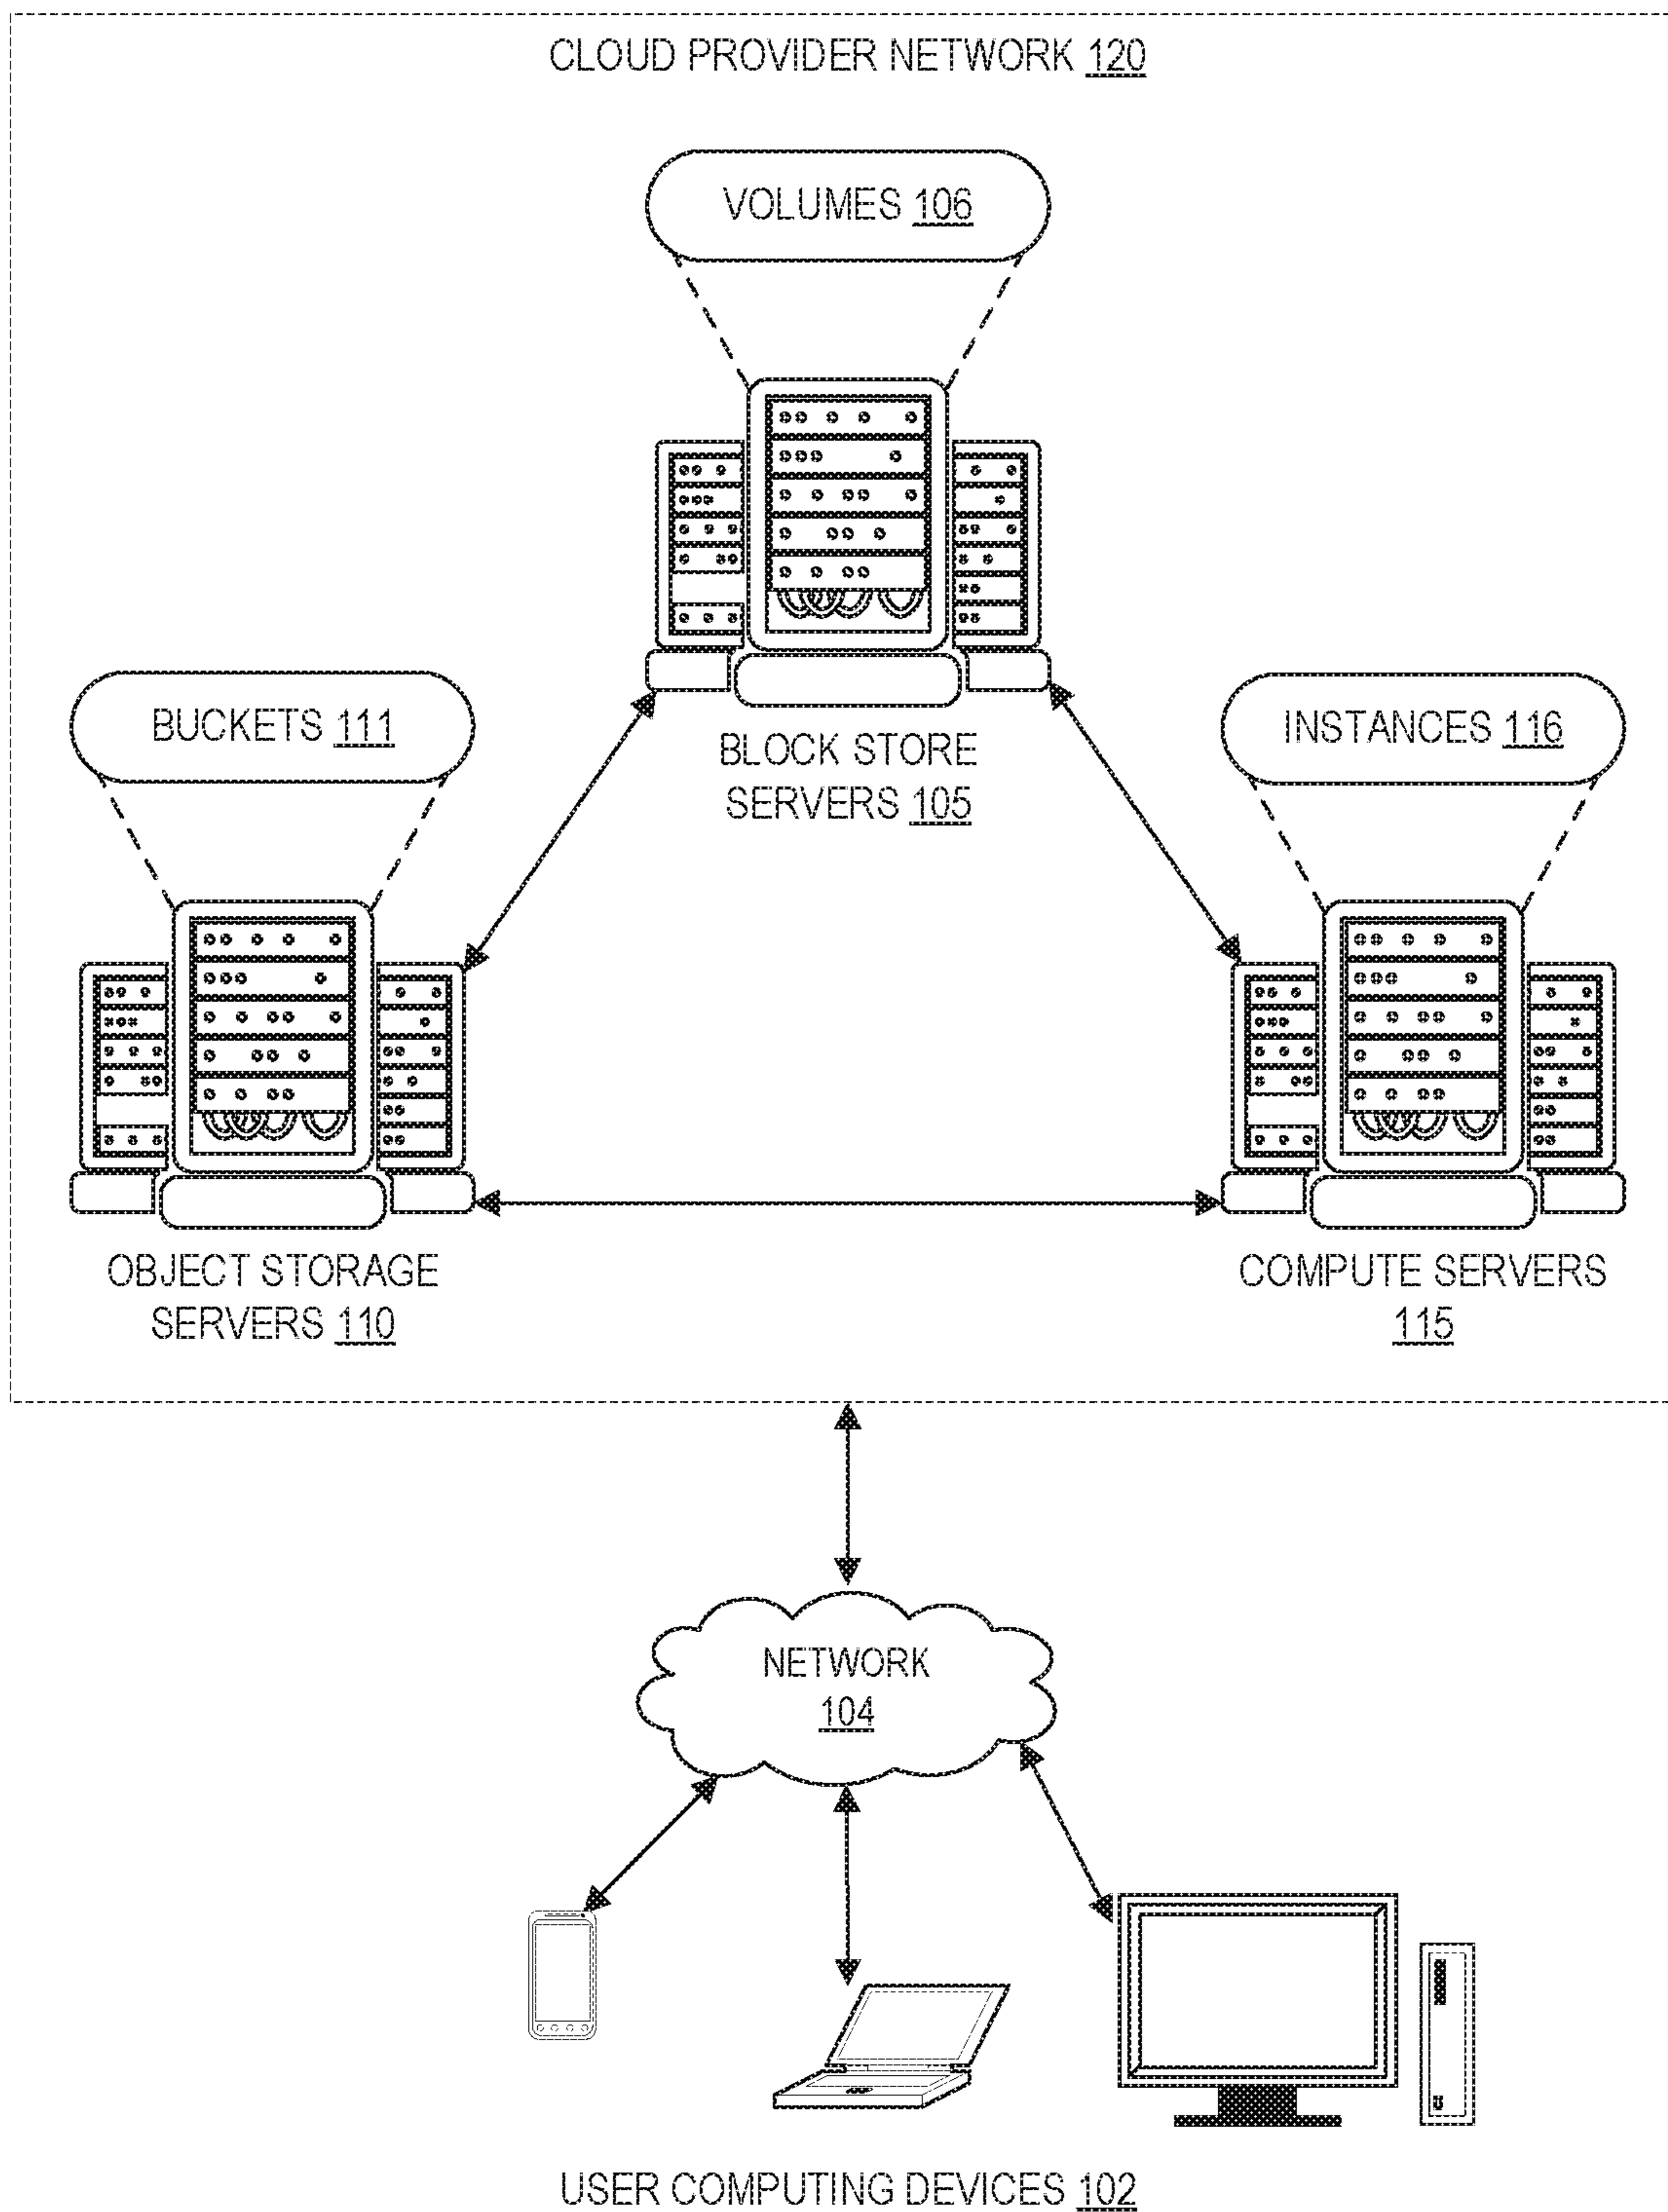 CLOUD PROVIDER NETWORK 120
VOLUMES 106
BLOCK STORE
SERVERS 105
BUCKETS 111
INSTANCES 116
OBJECT STORAGE
SERVERS 110
COMPUTE SERVERS
115
NETWORK
104
USER COMPUTING DEVICES 102